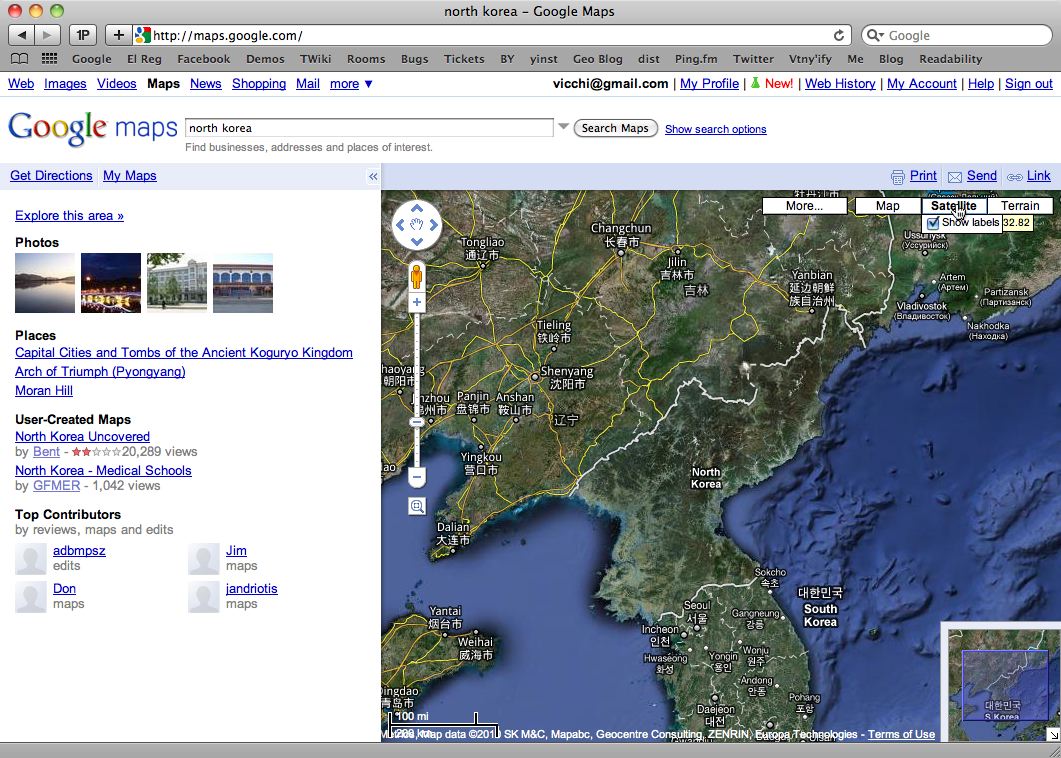 north korea - Google Maps
1P
+
http://maps.google.com/
Google
Google El Reg Facebook Demos TWiki Rooms Bugs Tickets BY yinst Geo Blog dist Ping.fm Twitter Vtny'ify Me Blog Readability
Web Images Videos Maps News Shopping Mail more ▼
vicchi@gmail.com | My Profile | New! | Web History | My Account | Help | Sign out
Google maps
north korea
Search Maps
Show search options
Find businesses, addresses and places of interest.
Get Directions My Maps
«
Print Send Link
Explore this area »
Photos
Places
Capital Cities and Tombs of the Ancient Koguryo Kingdom
Arch of Triumph (Pyongyang)
Moran Hill
User-Created Maps
North Korea Uncovered
by Bent - ★★☆☆☆20,289 views
North Korea - Medical Schools
by GFMER - 1,042 views
Top Contributors
by reviews, maps and edits
adbmpsz
edits
Jim
maps
Don
maps
jandriotis
maps
More...
Map
Satellite
Terrain
Show labels
32.82
牡丹江市
Ussuriysk
(Уссурийск)
Changchun
长春市
Tongliao
通辽市
Jilin
吉林市
吉林
Yanbian
延边朝鲜
族自治州
Artem
(Артем)
Partizansk
(Партизанск)
Vladivostok
(Владивосток)
Nakhodka
(Находка)
Tieling
铁岭市
Shenyang
沈阳市
Panjin
盘锦市
Anshan
鞍山市
辽宁
Yingkou
营口市
North
Korea
Dalian
大连市
Sokcho
속초
대한민국
South
Korea
Seoul
서울
Gangneung
강릉
Yantai
烟台市
Weihai
威海市
Incheon
인천
Hwaseong
화성
Yongin
용인
Wonju
원주
Andong
안동
Pohang
포항
Daejeon
대전
100 mi
200 km
Map data ©2010 SK M&C, Mapabc, Geocentre Consulting, ZENRIN, Europa Technologies - Terms of Use
대한민국
S Korea